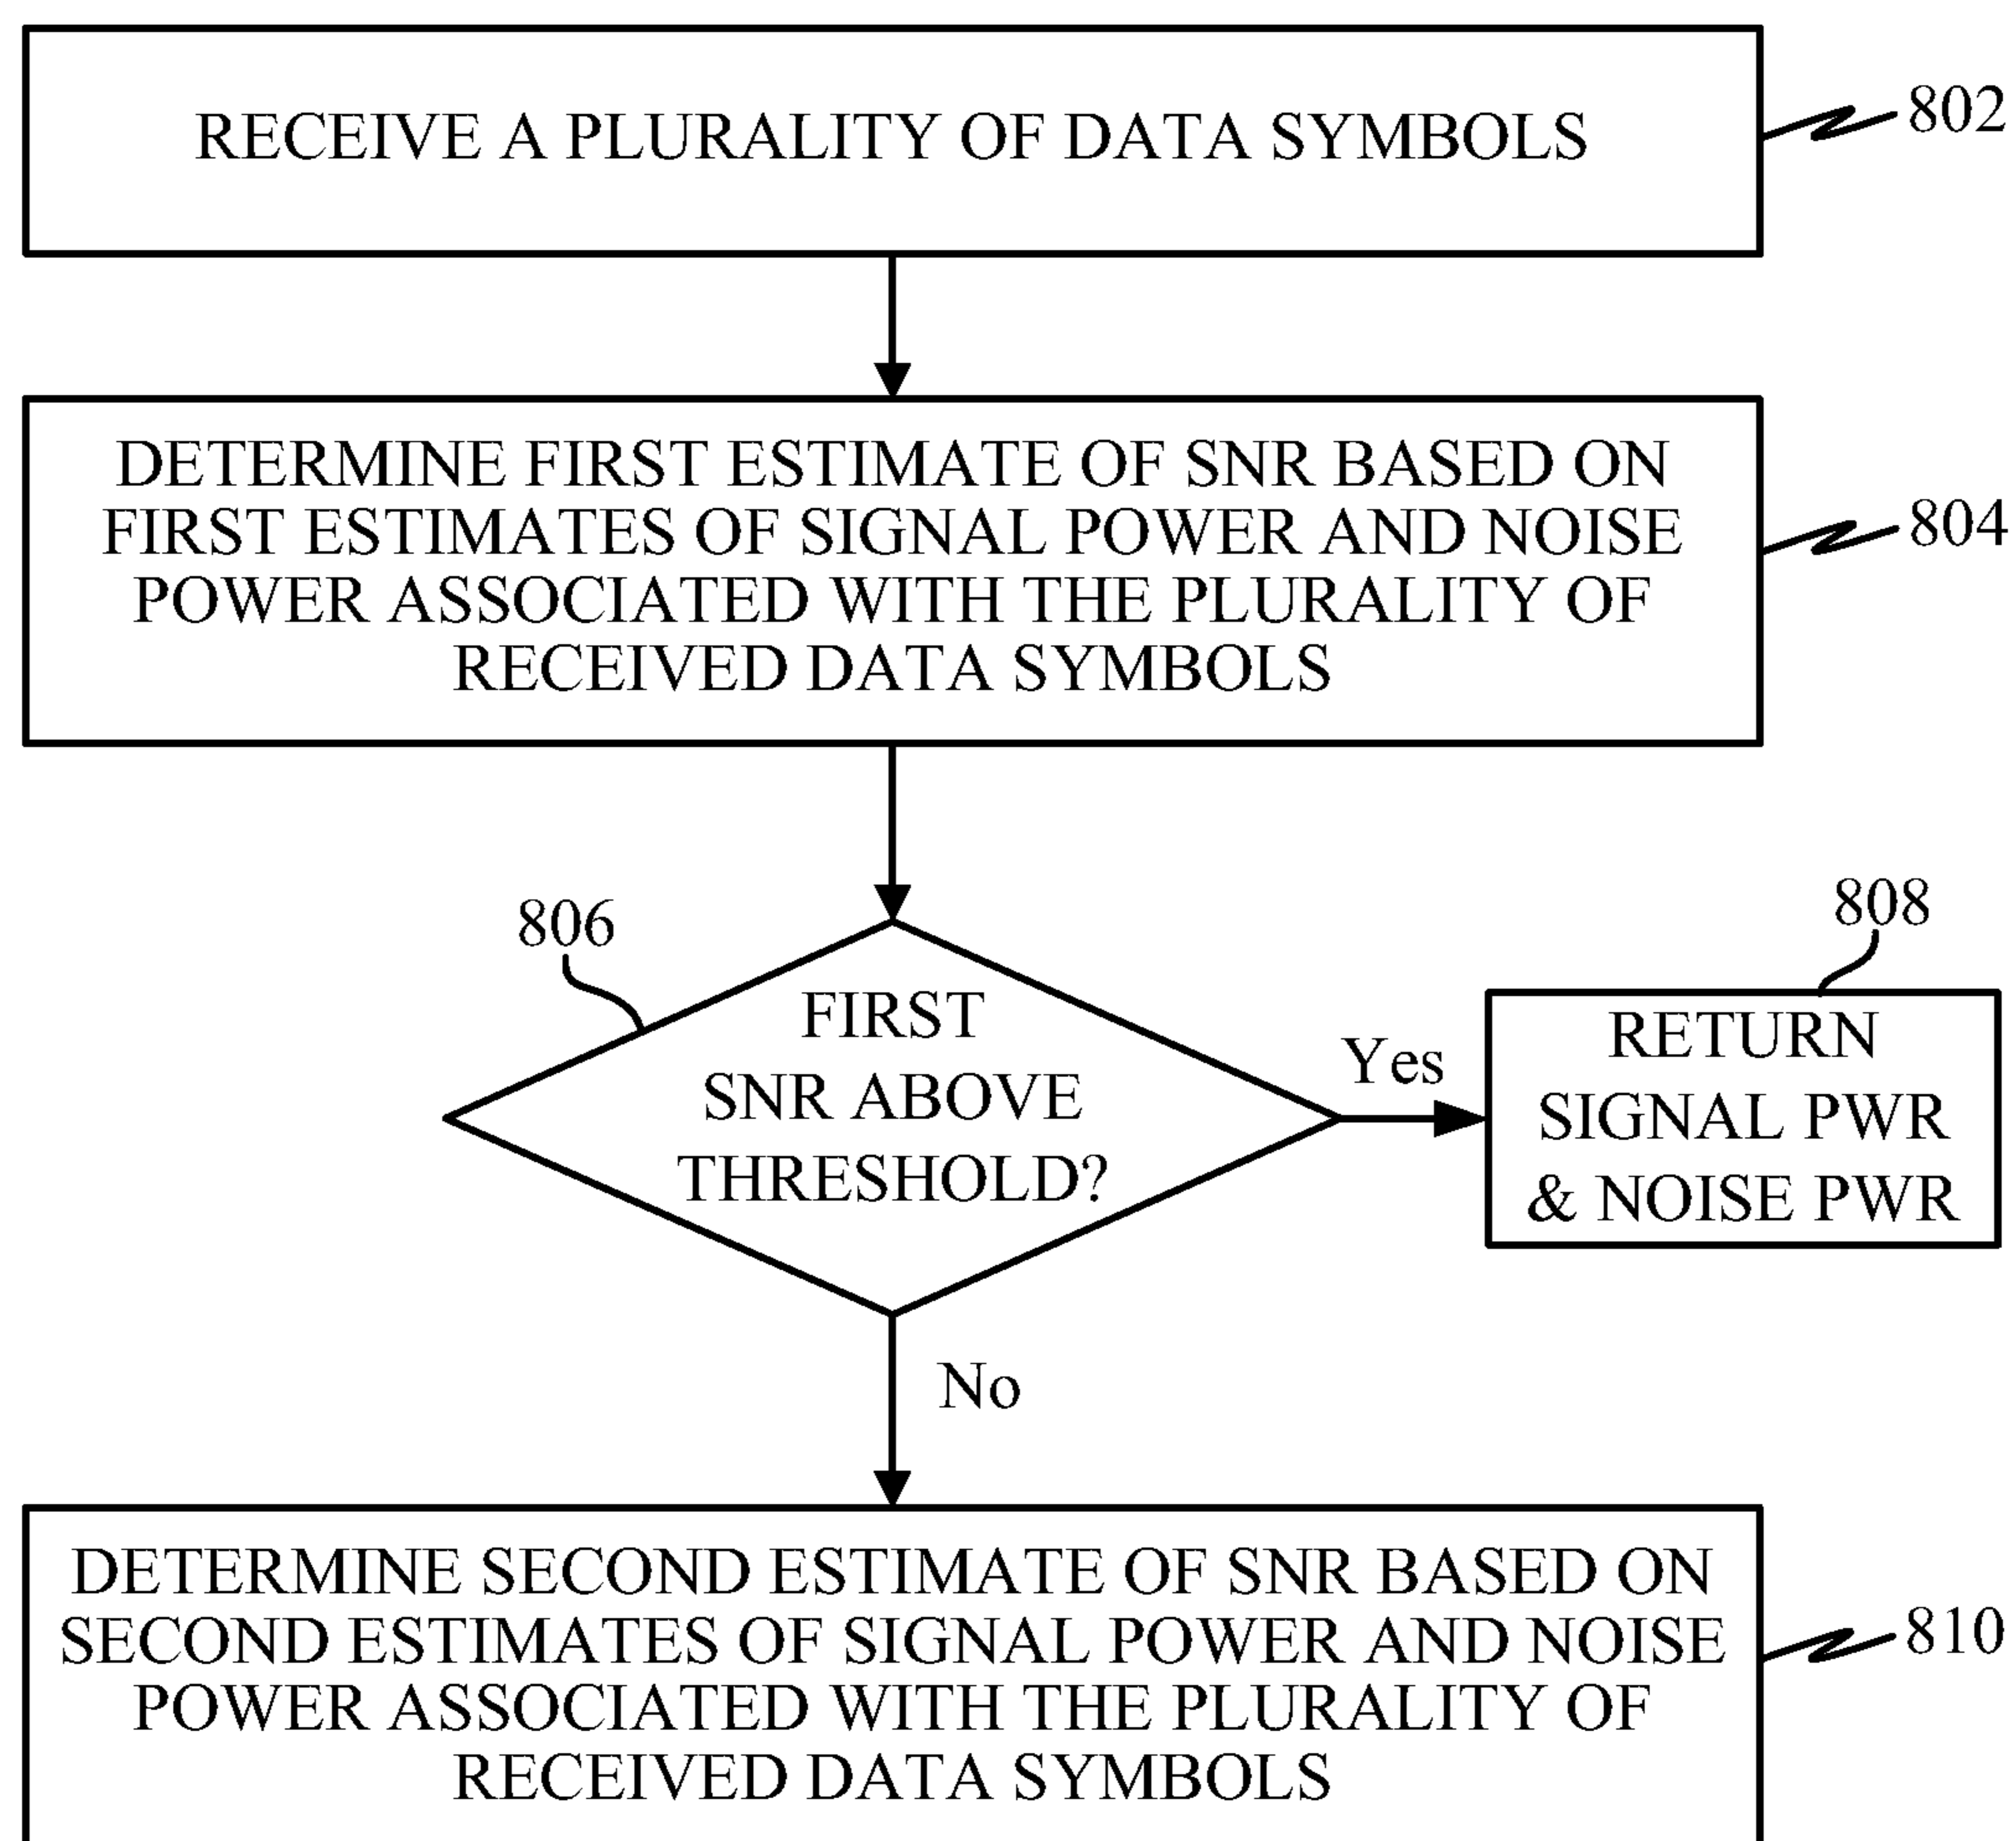 RECEIVE A PLURALITY OF DATA SYMBOLS
802
DETERMINE FIRST ESTIMATE OF SNR BASED ON
FIRST ESTIMATES OF SIGNAL POWER AND NOISE
POWER ASSOCIATED WITH THE PLURALITY OF
RECEIVED DATA SYMBOLS
804
806
FIRST
SNR ABOVE
THRESHOLD?
Yes
808
RETURN
SIGNAL PWR
& NOISE PWR
No
DETERMINE SECOND ESTIMATE OF SNR BASED ON
SECOND ESTIMATES OF SIGNAL POWER AND NOISE
POWER ASSOCIATED WITH THE PLURALITY OF
RECEIVED DATA SYMBOLS
810